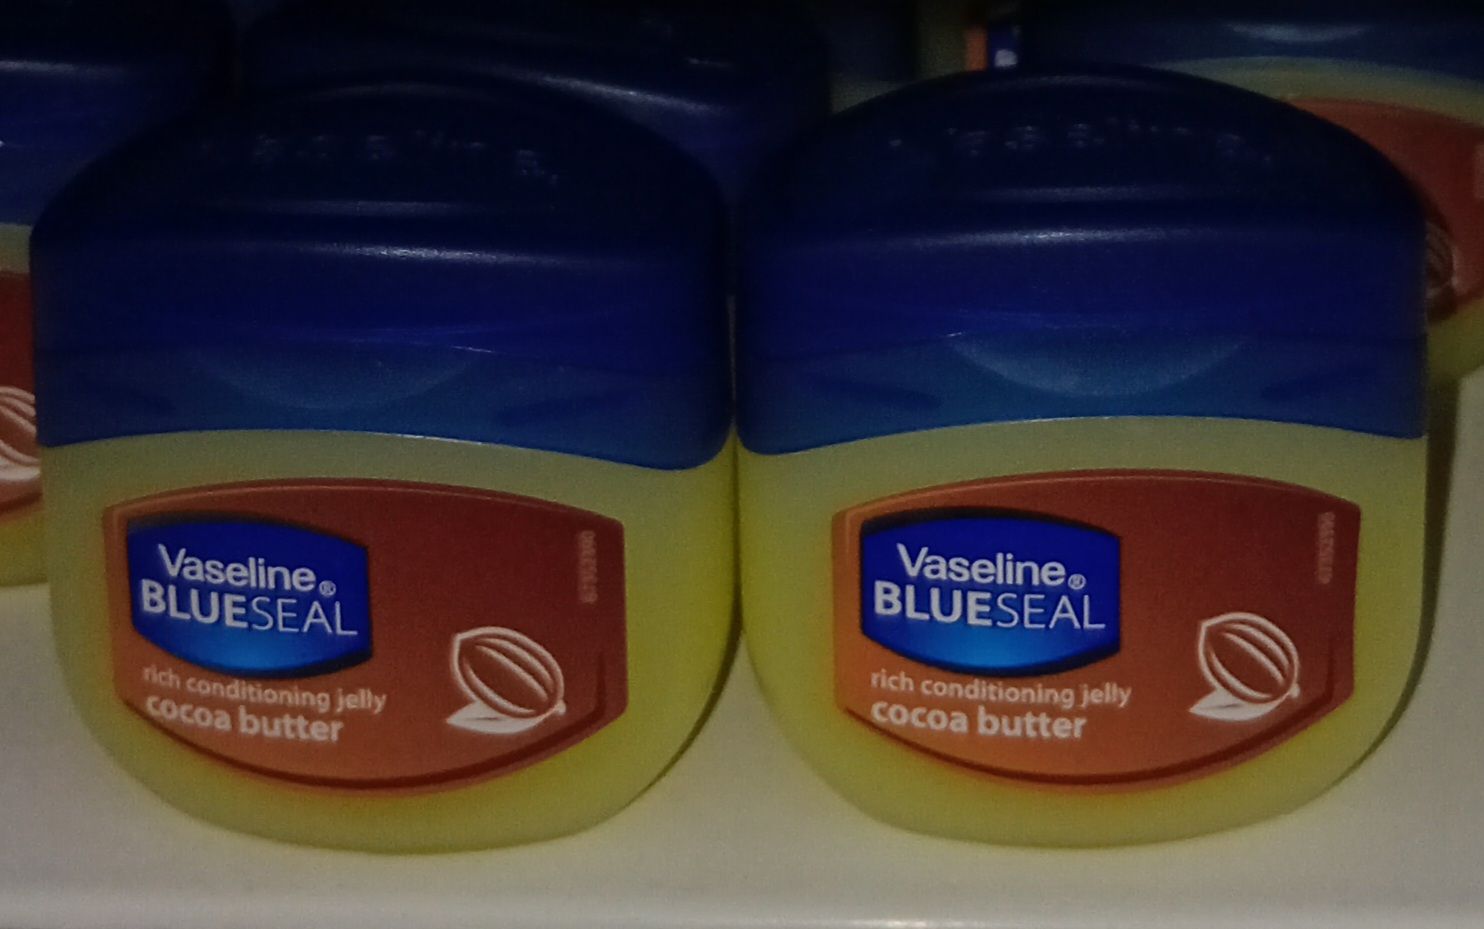 Vaseline®
BLUESEAL
rich conditioning jelly
cocoa butter
Vaseline®
BLUESEAL
rich conditioning jelly
cocoa butter